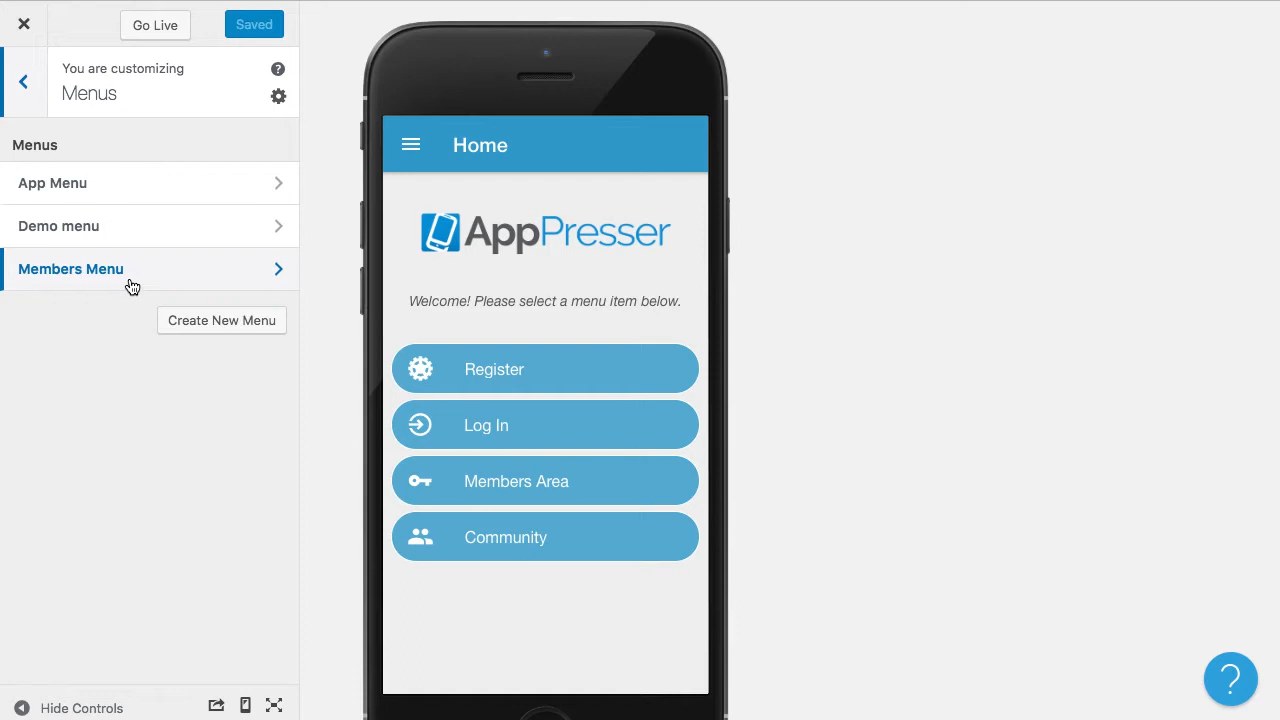 Go Live
Saved
You are customizing
Menus
Menus
App Menu
Demo menu
Members Menu
Create New Menu
Hide Controls
Home
AppPresser
Welcome! Please select a menu item below.
Register
Log In
Members Area
Community